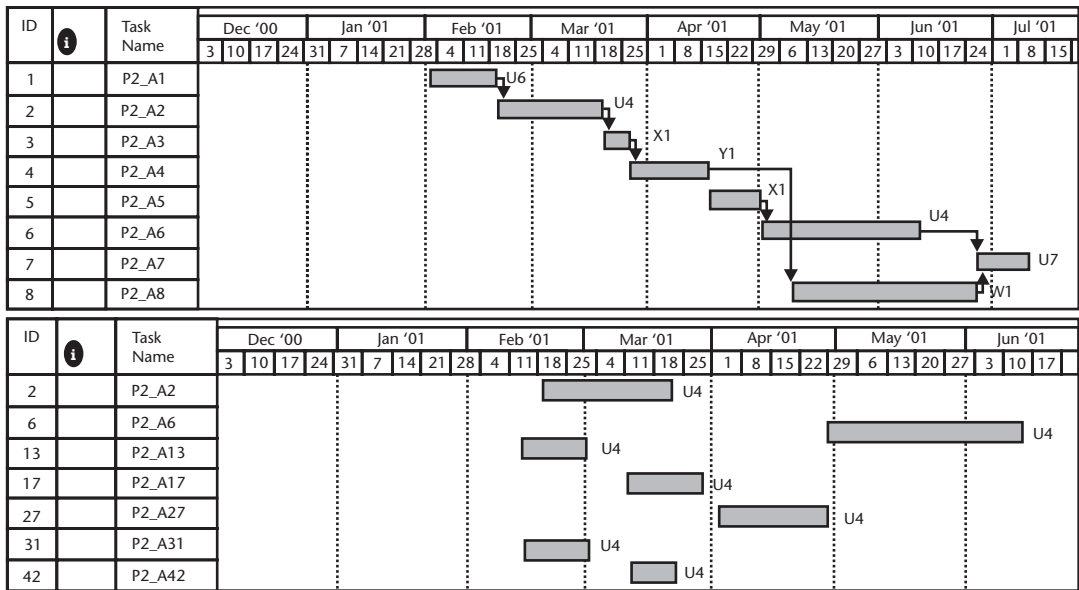 ID i Task Name Dec ‘00 Jan ‘01 Feb ‘01 Mar ‘01 Apr ‘01 May ‘01 Jun ‘01 Jul ‘01
3 10 17 24 31 7 14 21 28 4 11 18 25 4 11 18 25 1 8 15 22 29 6 13 20 27 3 10 17 24 1 8 15
1 P2_A1 U6
2 P2_A2 U4
3 P2_A3 X1
4 P2_A4 Y1
5 P2_A5 X1
6 P2_A6 U4
7 P2_A7 U7
8 P2_A8 W1
ID i Task Name Dec ‘00 Jan ‘01 Feb ‘01 Mar ‘01 Apr ‘01 May ‘01 Jun ‘01
3 10 17 24 31 7 14 21 28 4 11 18 25 4 11 18 25 1 8 15 22 29 6 13 20 27 3 10 17
2 P2_A2 U4
6 P2_A6 U4
13 P2_A13 U4
17 P2_A17 U4
27 P2_A27 U4
31 P2_A31 U4
42 P2_A42 U4